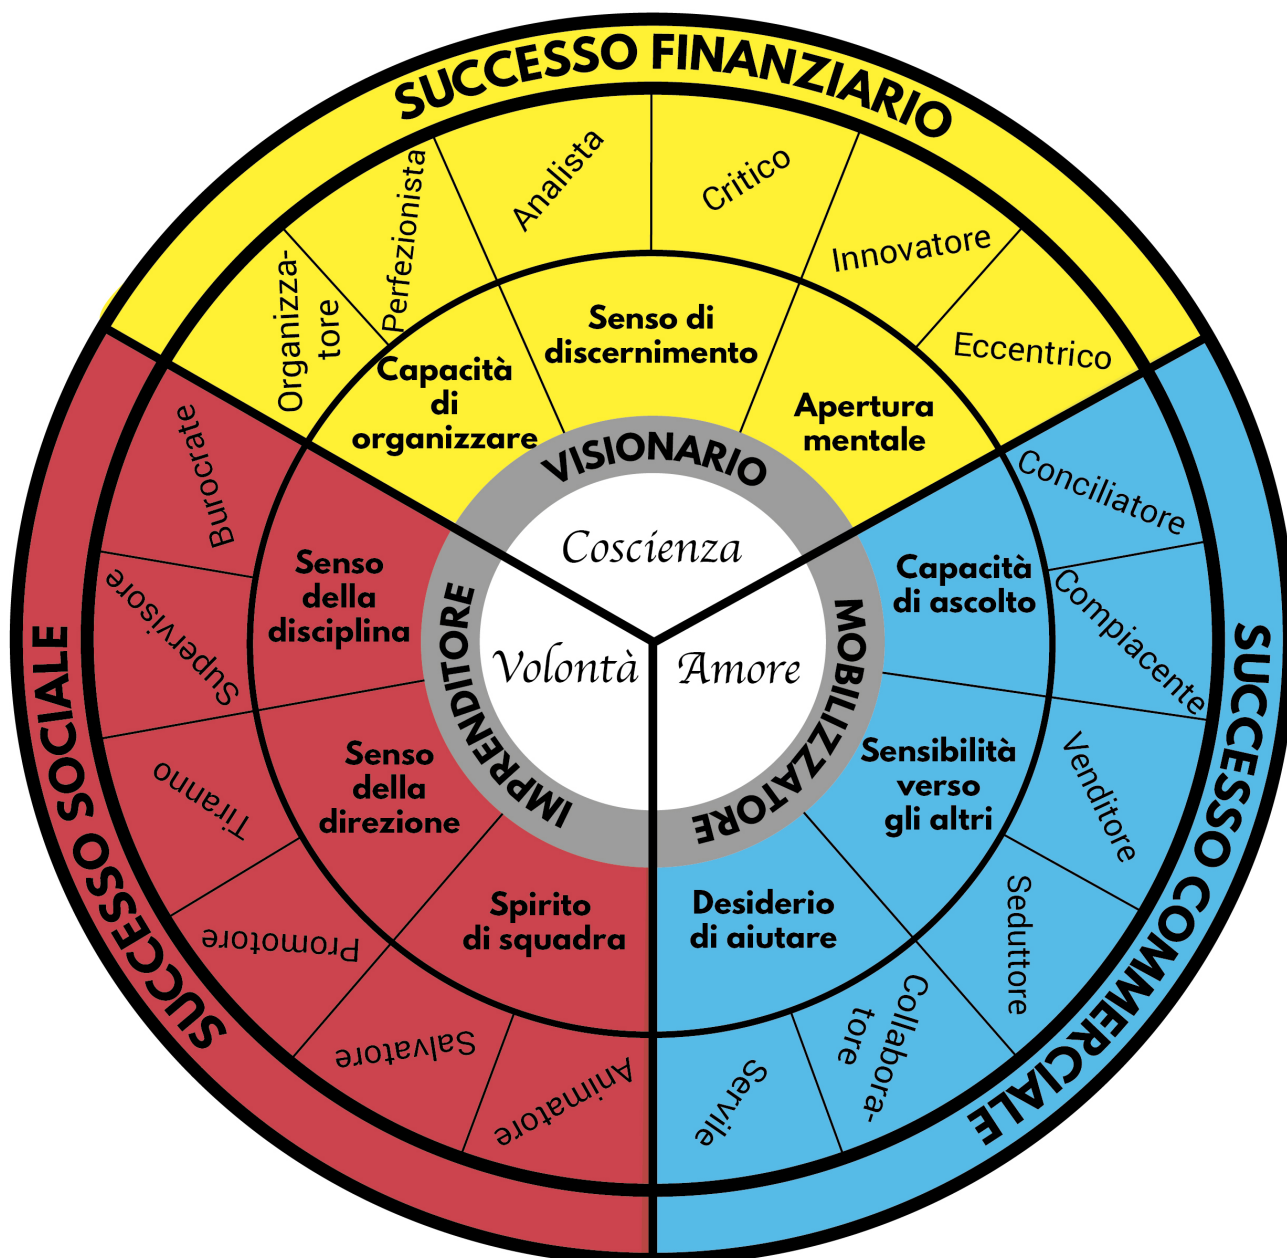 SUCCESSO FINANZIARIO
Organizza-
tore
Perfezionista
Analista
Critico
Innovatore
Eccentrico
Capacità
di
organizzare
Senso di
discernimento
Apertura
mentale
VISIONARIO
Coscienza
SUCCESSO COMMERCIALE
Conciliatore
Compiacente
Venditore
Seduttore
Collabora-
tore
Servile
Capacità
di ascolto
Sensibilità
verso
gli altri
Desiderio
di aiutare
MOBILIZZATORE
Amore
SUCCESSO SOCIALE
Burocrate
Supervisore
Tiranno
Promotore
Salvatore
Animatore
Senso
della
disciplina
Senso
della
direzione
Spirito
di squadra
IMPRENDITORE
Volontà